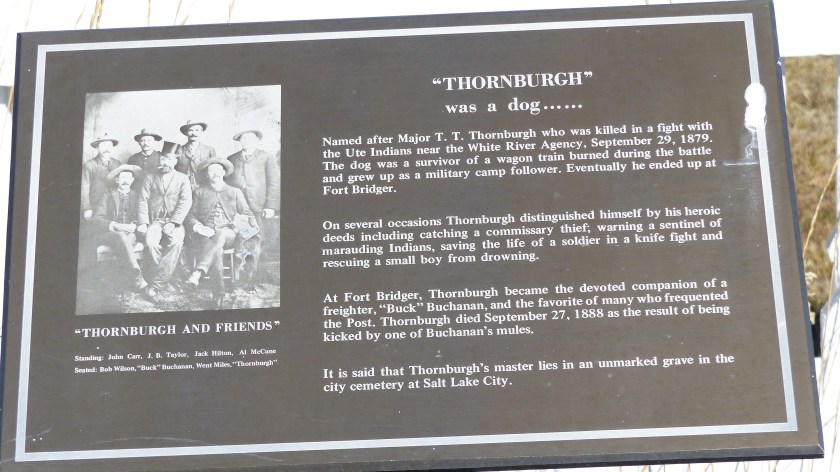 "THORNBURGH"
was a dog......
Named after Major T. T. Thornburgh who was killed in a fight with
the Ute Indians near the White River Agency, September 29, 1879.
The dog was a survivor of a wagon train burned during the battle
and grew up as a military camp follower. Eventually he ended up at
Fort Bridger.
On several occasions Thornburgh distinguished himself by his heroic
deeds including catching a commissary thief, warning a sentinel of
marauding Indians, saving the life of a soldier in a knife fight and
rescuing a small boy from drowning.
At Fort Bridger, Thornburgh became the devoted companion of a
freighter, "Buck" Buchanan, and the favorite of many who frequented
the Post. Thornburgh died September 27, 1888 as the result of being
kicked by one of Buchanan's mules.
It is said that Thornburgh's master lies in an unmarked grave in the
city cemetery at Salt Lake City.
"THORNBURGH AND FRIENDS"
Standing: John Carr, J. B. Taylor, Jack Hilton, Al McCune
Seated: Bob Wilson, "Buck" Buchanan, Went Miles, "Thornburgh"